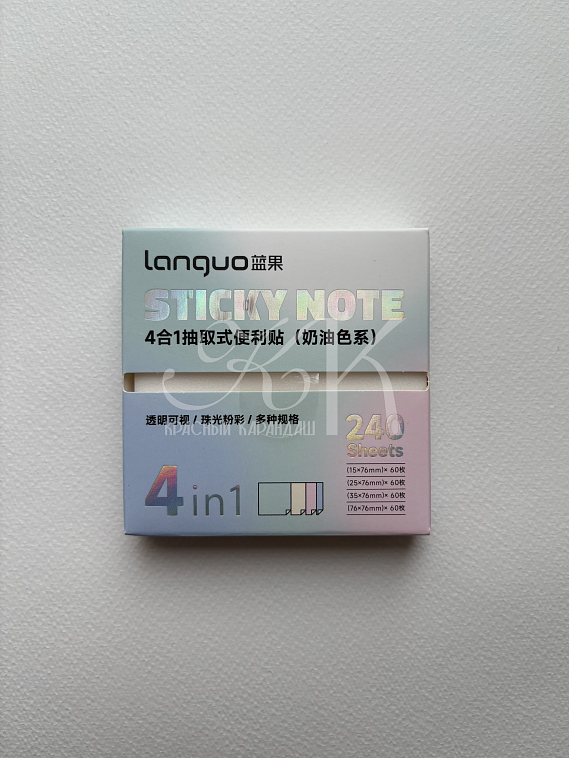 Languo蓝果
STICKY NOTE
4合1抽取式便利贴（奶油色系）
KK
透明可视 / 珠光粉彩 / 多种规格
КРАСНЫЙ КАРАНДАШ
240
Sheets
(15×76mm)× 60枚
(25×76mm)× 60枚
(35×76mm)× 60枚
(76×76mm)× 60枚
4in1